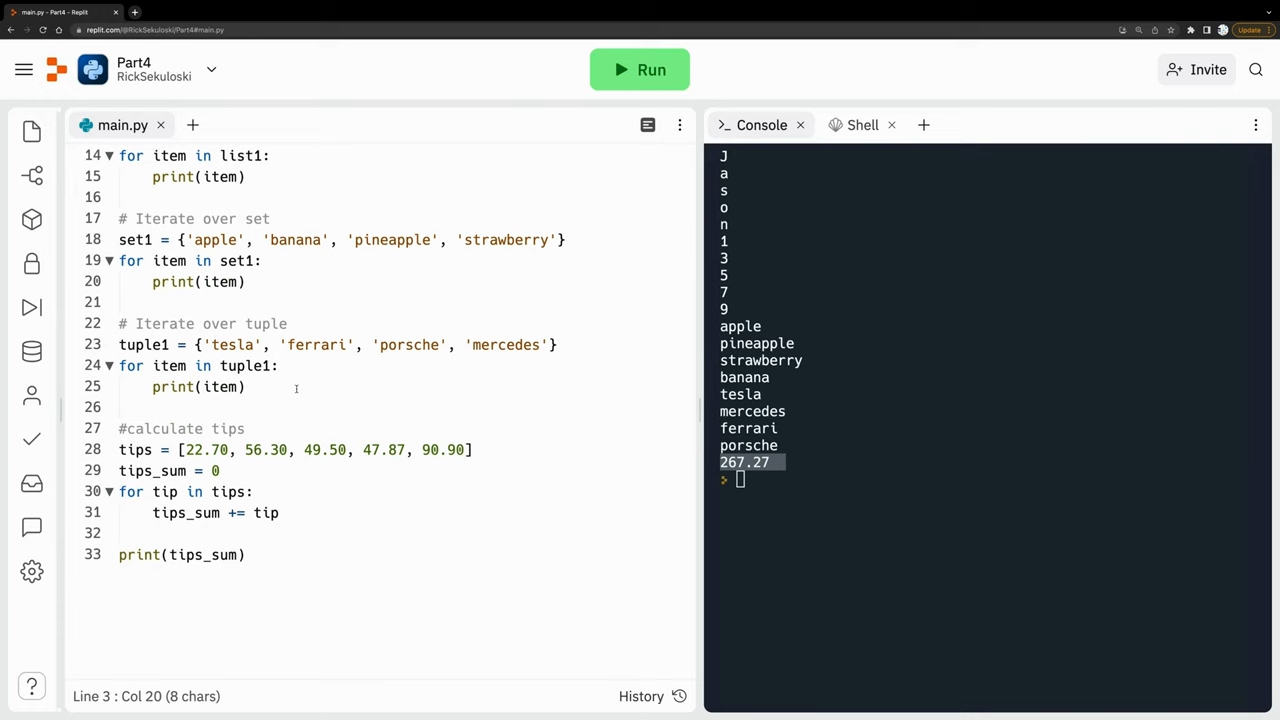 part4 - Python - Replit
replit.com/@RickSekuloski/Part4#main.py
Update
Part4
RickSekuloski
Run
Invite
main.py
14 for item in list1:
15 print(item)
16
17 # Iterate over set
18 set1 = {'apple', 'banana', 'pineapple', 'strawberry'}
19 for item in set1:
20 print(item)
21
22 # Iterate over tuple
23 tuple1 = {'tesla', 'ferrari', 'porsche', 'mercedes'}
24 for item in tuple1:
25 print(item)
26
27 #calculate tips
28 tips = [22.70, 56.30, 49.50, 47.87, 90.90]
29 tips_sum = 0
30 for tip in tips:
31 tips_sum += tip
32
33 print(tips_sum)
?
Line 3 : Col 20 (8 chars)
History
Console
Shell
J
a
s
o
n
1
3
5
7
9
apple
pineapple
strawberry
banana
tesla
mercedes
ferrari
porsche
267.27